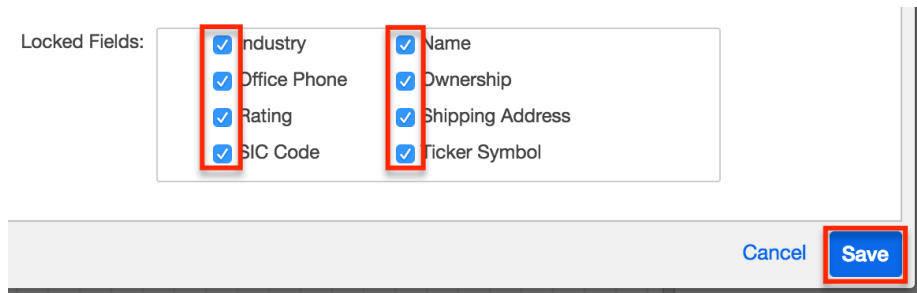 Locked Fields:
Industry Name
Office Phone Ownership
Rating Shipping Address
SIC Code Ticker Symbol
Cancel Save